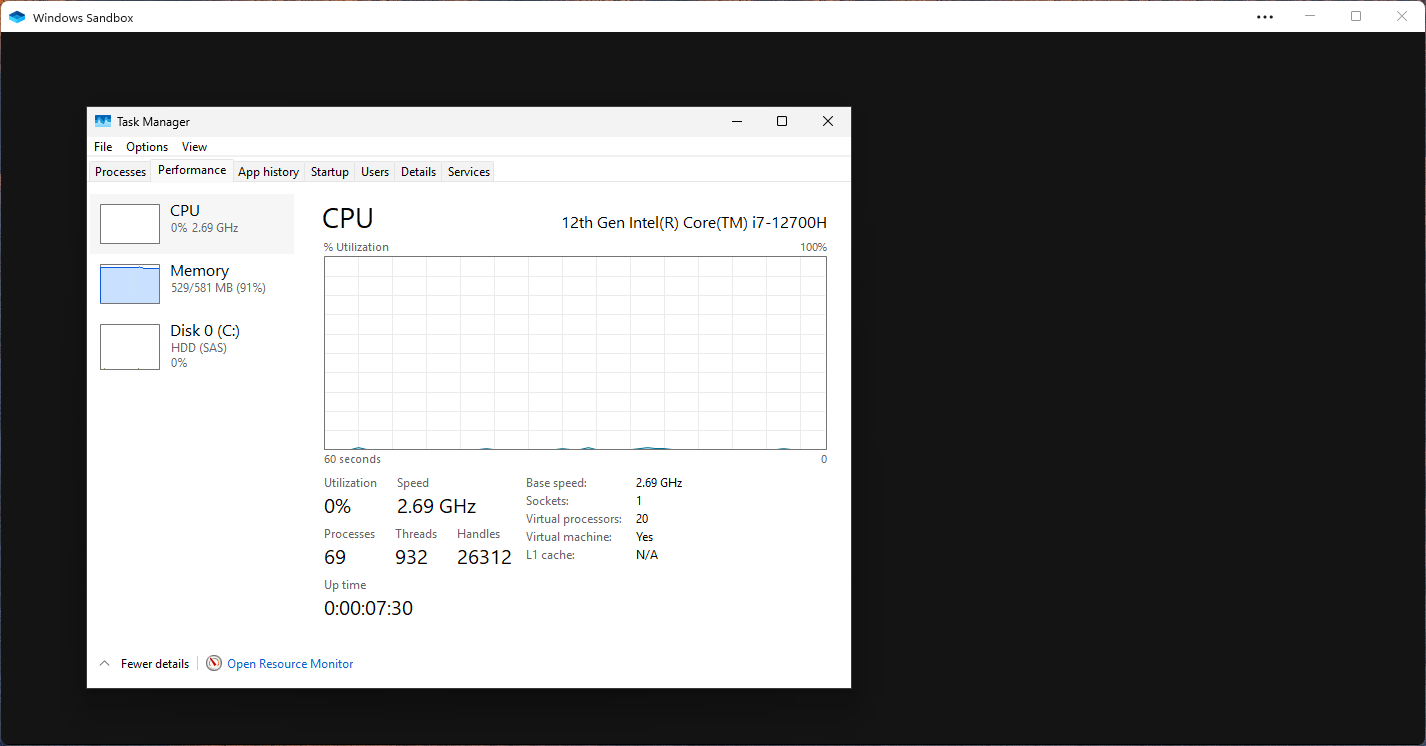 Windows Sandbox
Task Manager
File Options View
Processes Performance App history Startup Users Details Services
CPU
0% 2.69 GHz
Memory
529/581 MB (91%)
Disk 0 (C:)
HDD (SAS)
0%
CPU 12th Gen Intel(R) Core(TM) i7-12700H
% Utilization 100%
60 seconds 0
Utilization Speed
0% 2.69 GHz
Processes Threads Handles
69 932 26312
Up time
0:00:07:30
Base speed: 2.69 GHz
Sockets: 1
Virtual processors: 20
Virtual machine: Yes
L1 cache: N/A
Fewer details Open Resource Monitor